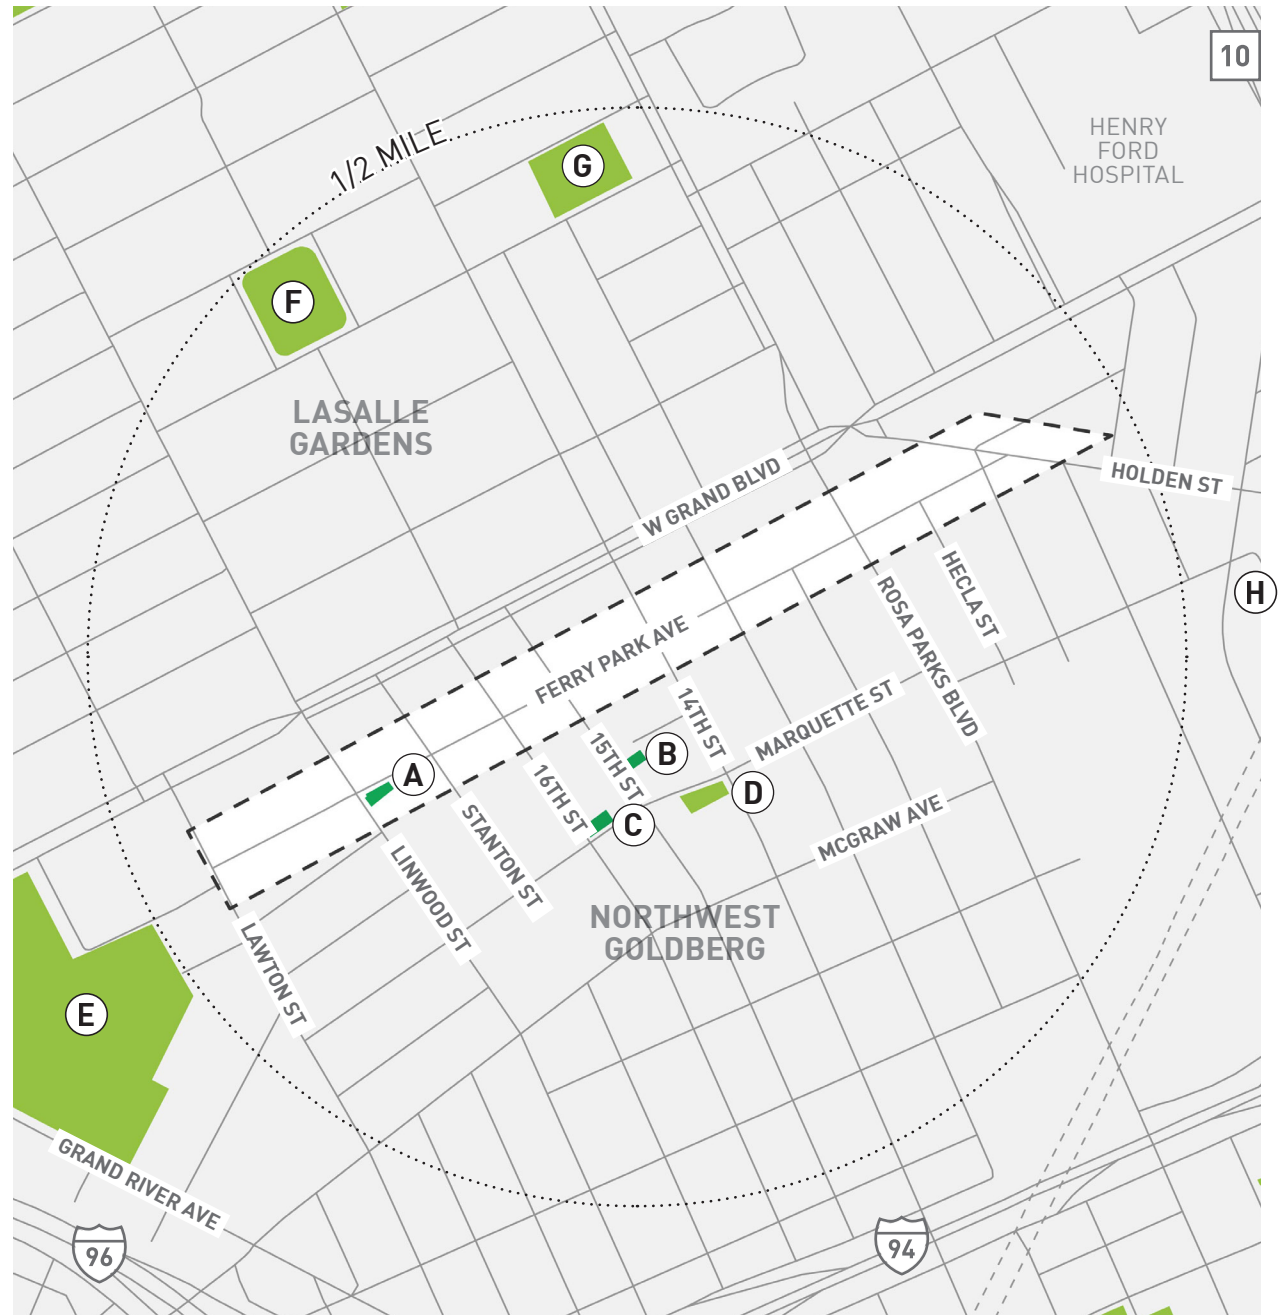 10
HENRY
FORD
HOSPITAL
1/2 MILE
G
F
LASALLE
GARDENS
W GRAND BLVD
HOLDEN ST
HECLA ST
H
ROSA PARKS BLVD
FERRY PARK AVE
14TH ST
MARQUETTE ST
15TH ST
B
A
16TH ST
D
STANTON ST
C
MCGRAW AVE
LINWOOD ST
NORTHWEST
GOLDBERG
LAWTON ST
E
GRAND RIVER AVE
96
94